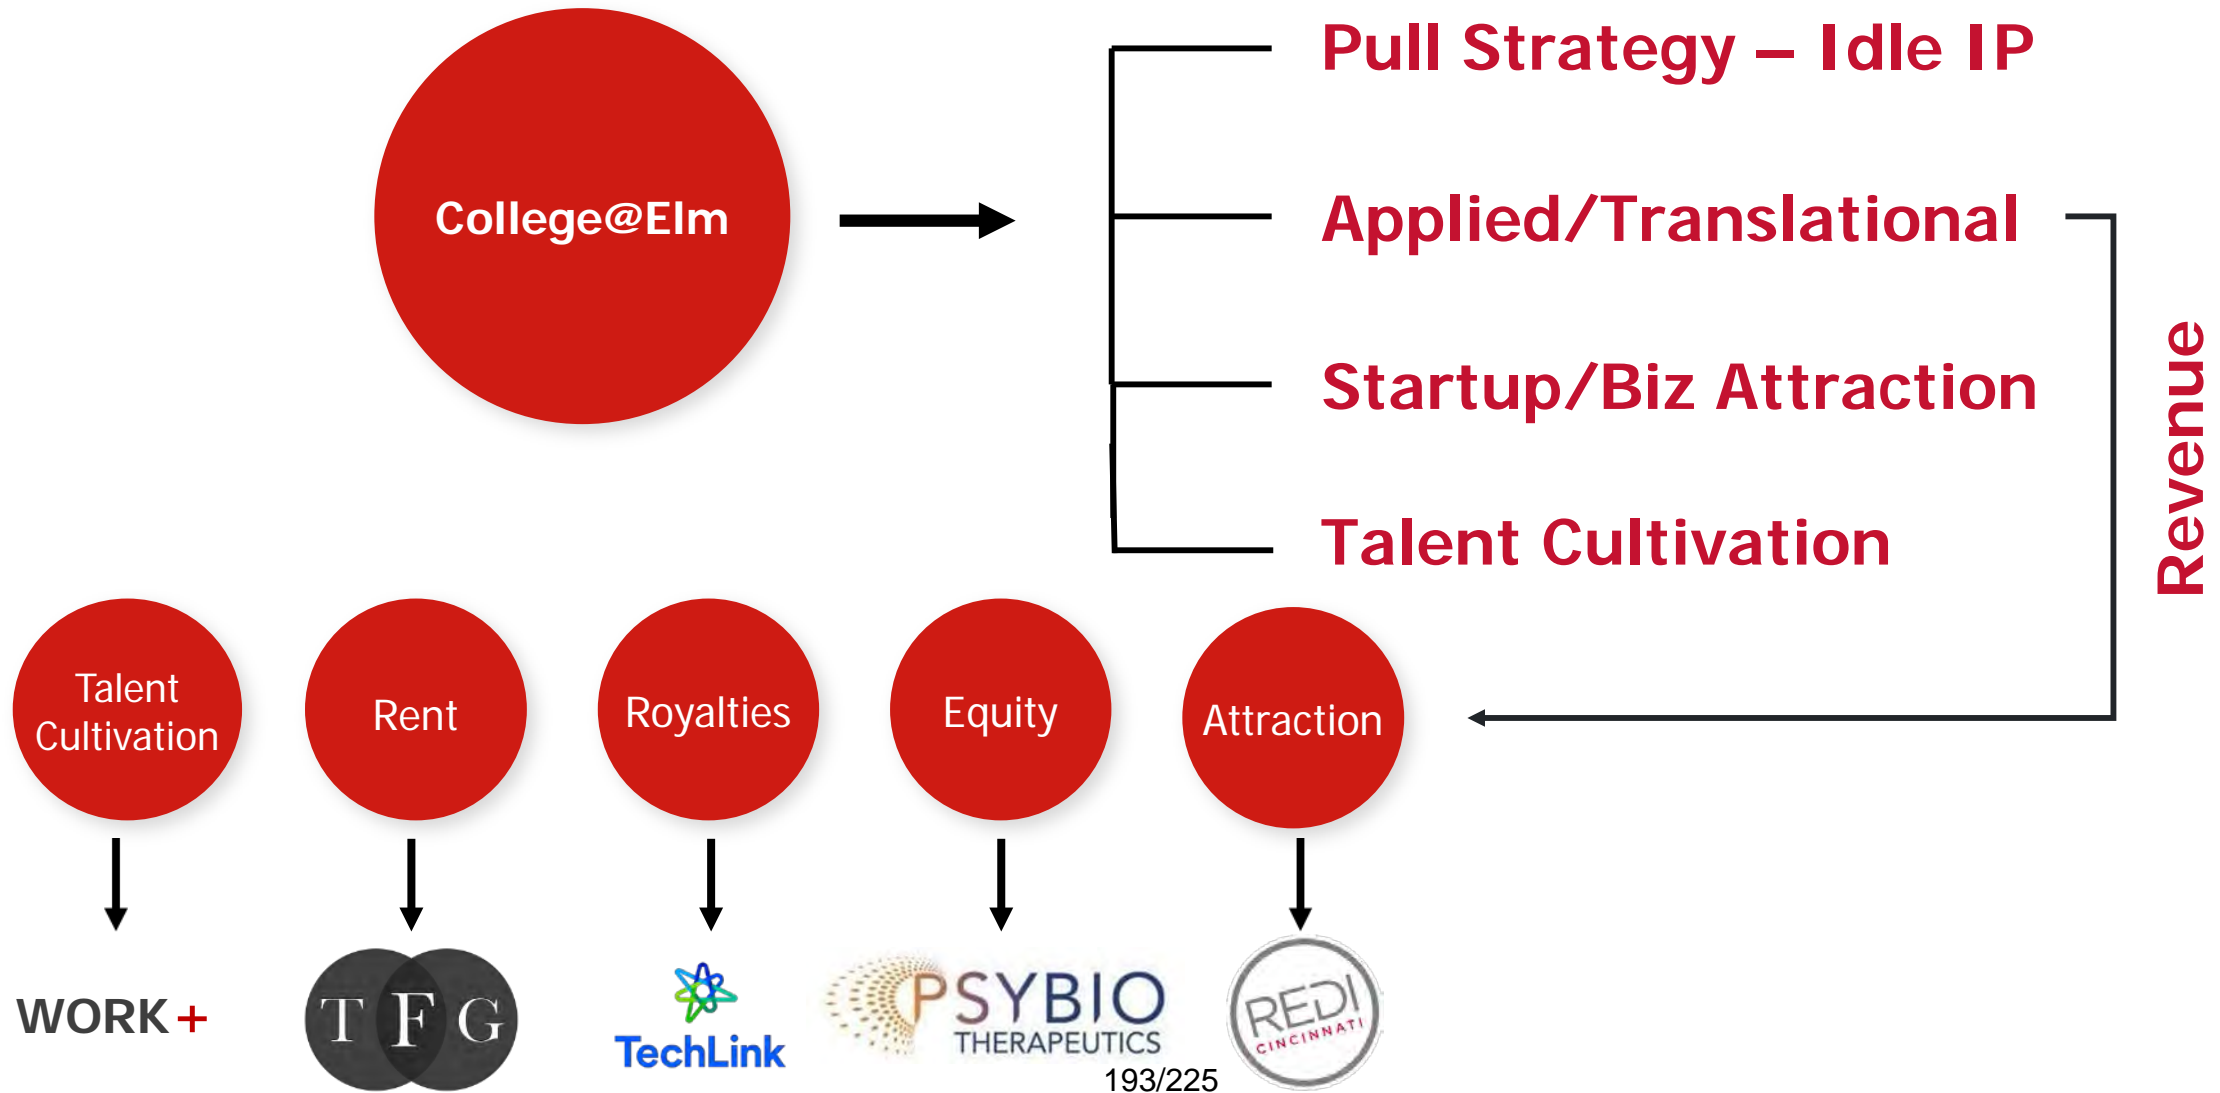 College@Elm
Pull Strategy – Idle IP
Applied/Translational
Startup/Biz Attraction
Talent Cultivation
Revenue
Talent
Cultivation
Rent
Royalties
Equity
Attraction
WORK+
T F G
TechLink
PSYBIO
THERAPEUTICS
REDI
CINCINNATI
193/225